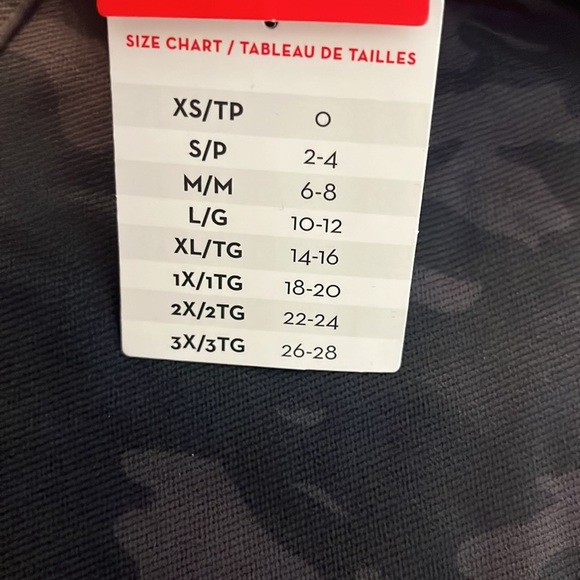 SIZE CHART / TABLEAU DE TAILLES
XS/TP 0
S/P 2-4
M/M 6-8
L/G 10-12
XL/TG 14-16
1X/1TG 18-20
2X/2TG 22-24
3X/3TG 26-28